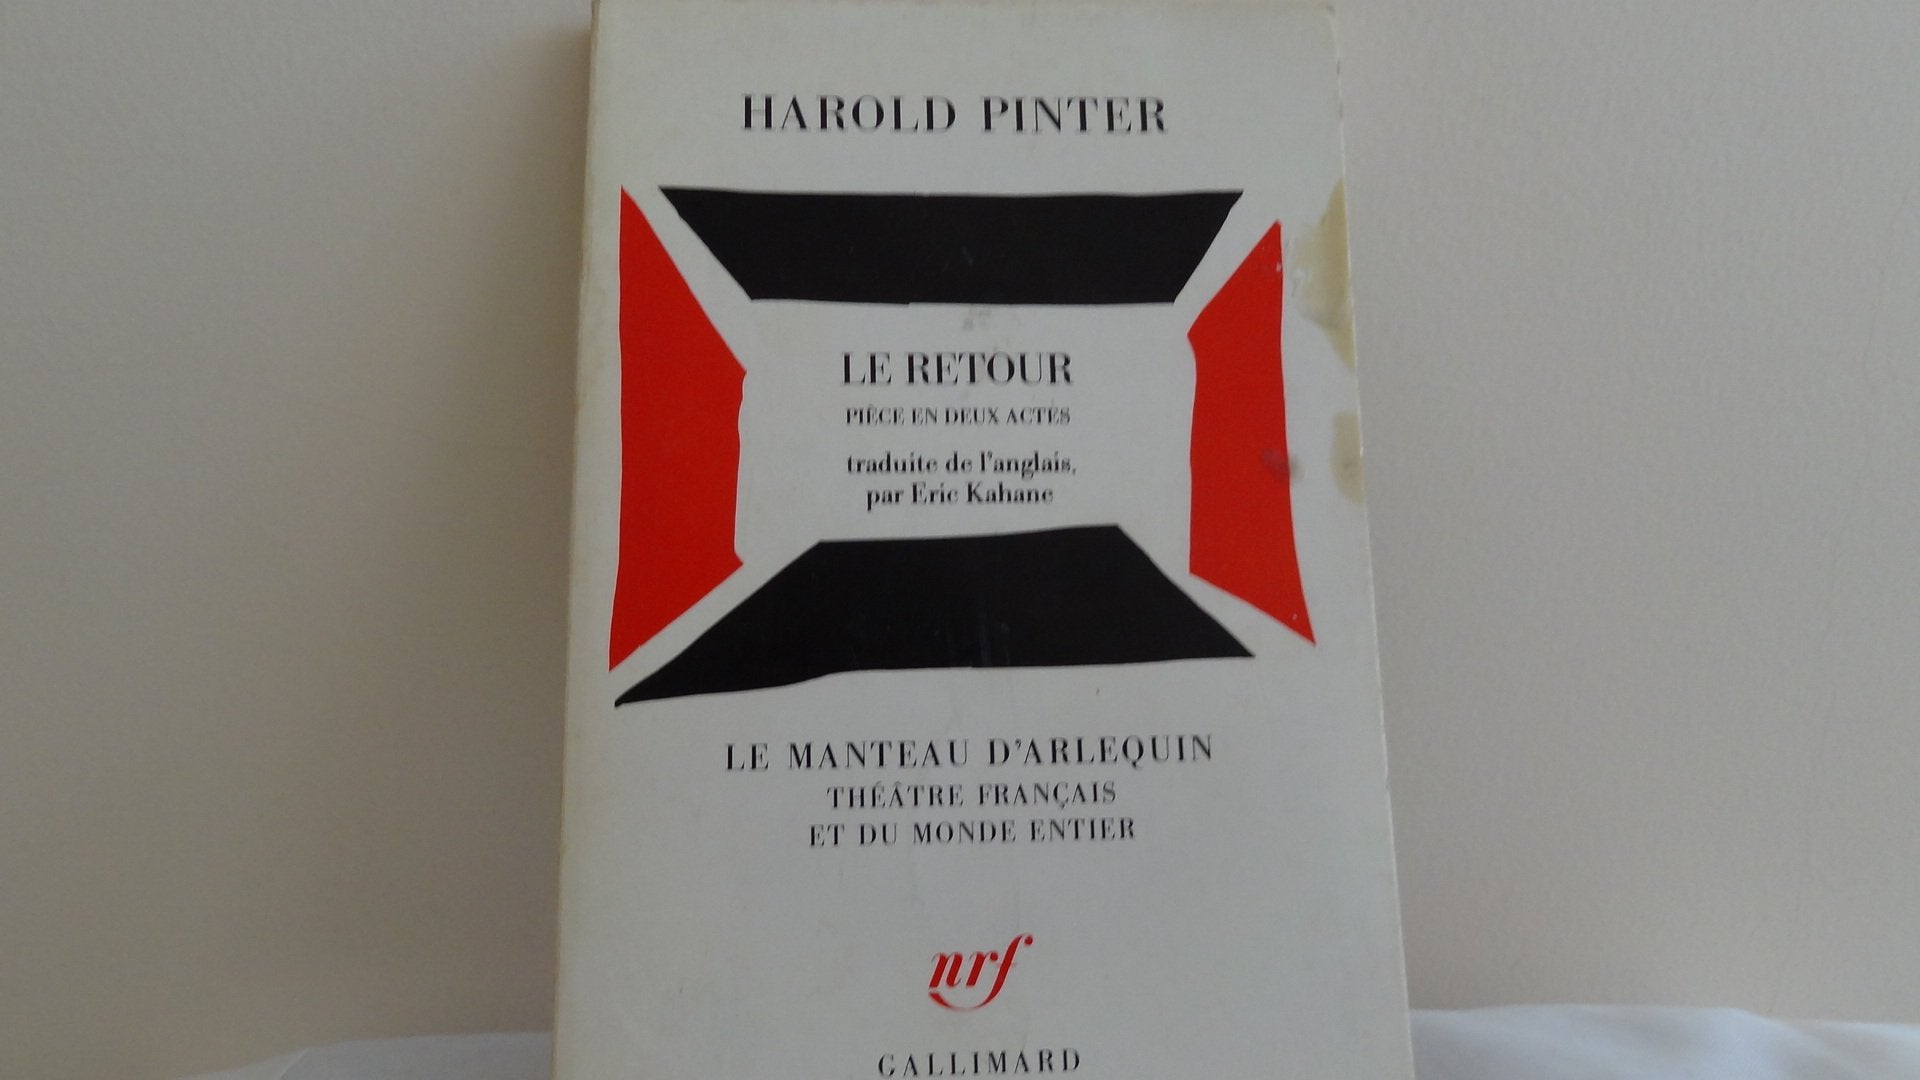 HAROLD PINTER
LE RETOUR
PIÈCE EN DEUX ACTES
traduite de l'anglais,
par Eric Kahane
LE MANTEAU D'ARLEQUIN
THÉÂTRE FRANÇAIS
ET DU MONDE ENTIER
nrf
GALLIMARD